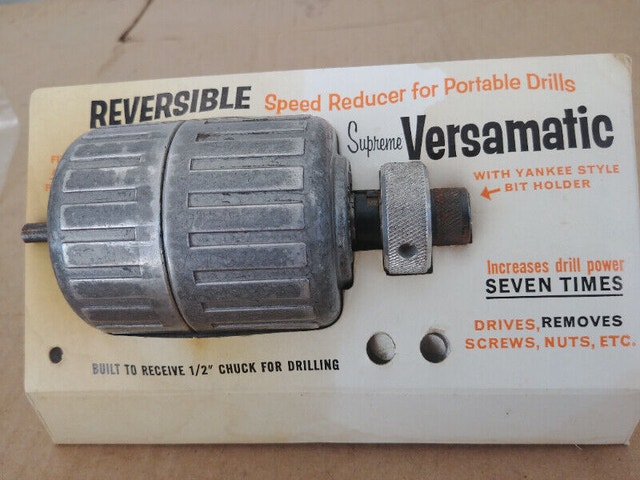 REVERSIBLE Speed Reducer for Portable Drills
Supreme Versamatic
WITH YANKEE STYLE
BIT HOLDER
Increases drill power
SEVEN TIMES
DRIVES, REMOVES
SCREWS, NUTS, ETC.
BUILT TO RECEIVE 1/2" CHUCK FOR DRILLING